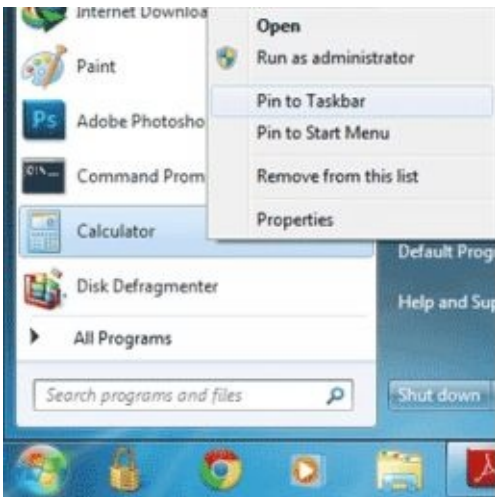 Internet Downloa
Paint
Ps
Adobe Photosho
Command Prom
Calculator
Disk Defragmenter
All Programs
Search programs and files
Open
Run as administrator
Pin to Taskbar
Pin to Start Menu
Remove from this list
Properties
Default Prog
Help and Sup
Shut down